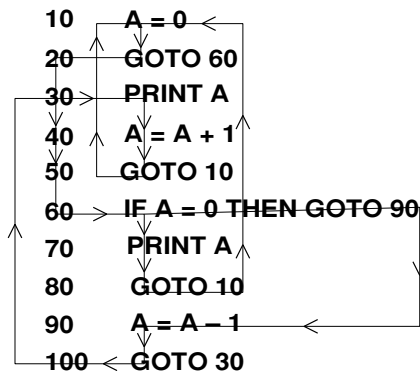 10 A = 0
20 GOTO 60
30 PRINT A
40 A = A + 1
50 GOTO 10
60 IF A = 0 THEN GOTO 90
70 PRINT A
80 GOTO 10
90 A = A – 1
100 GOTO 30